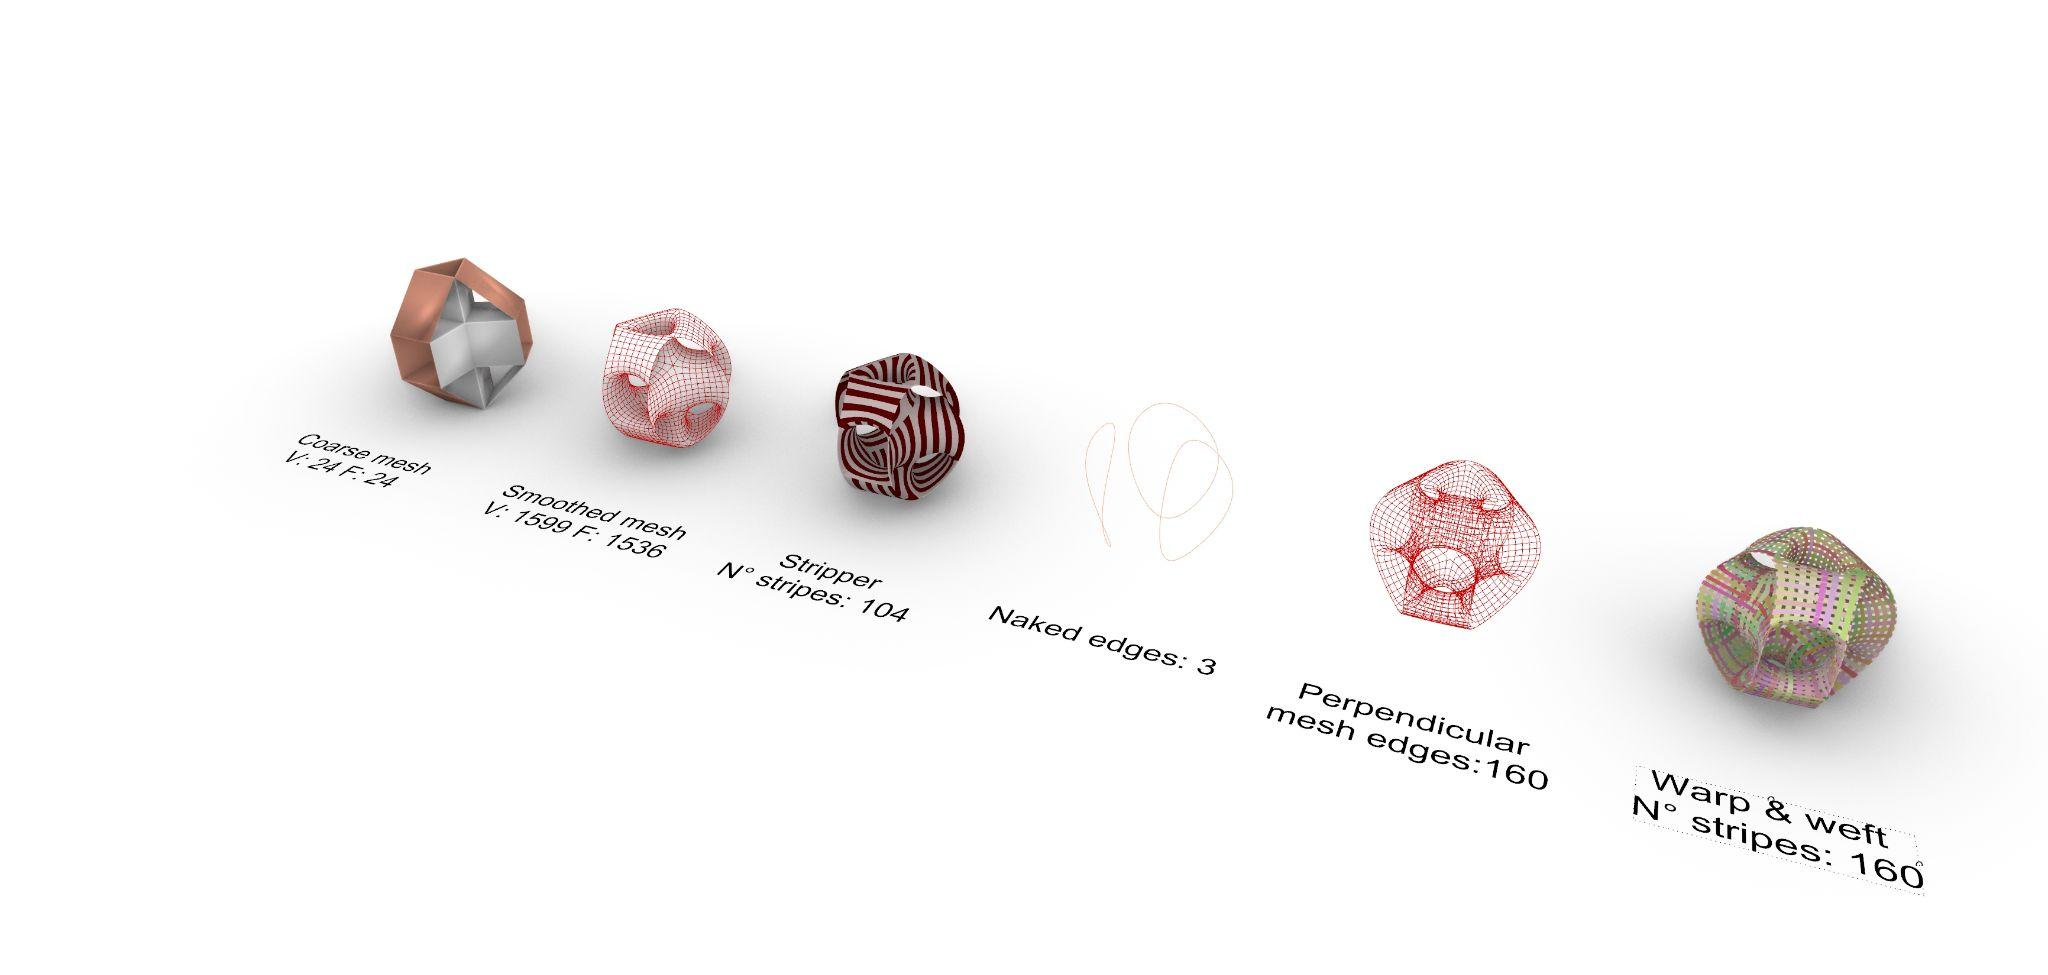 Coarse mesh
V: 24 F: 24
Smoothed mesh
V: 1599 F: 1536
Stripper
N° stripes: 104
Naked edges: 3
Perpendicular
mesh edges:160
Warp & weft
N° stripes: 160